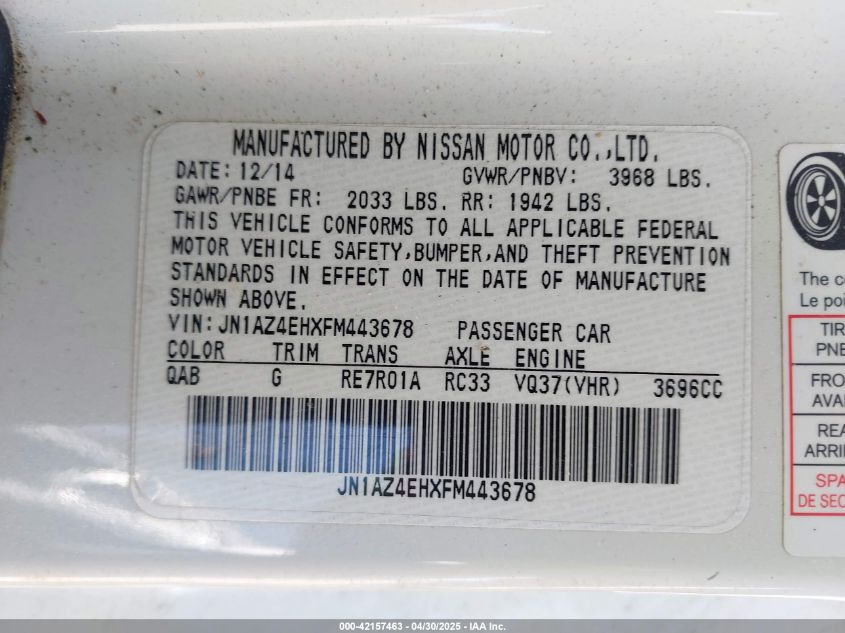 MANUFACTURED BY NISSAN MOTOR CO.,LTD.
DATE: 12/14 GVWR/PNBV: 3968 LBS.
GAWR/PNBE FR: 2033 LBS. RR: 1942 LBS.
THIS VEHICLE CONFORMS TO ALL APPLICABLE FEDERAL
MOTOR VEHICLE SAFETY,BUMPER,AND THEFT PREVENTION
STANDARDS IN EFFECT ON THE DATE OF MANUFACTURE
SHOWN ABOVE.
VIN: JN1AZ4EHXFM443678 PASSENGER CAR
COLOR TRIM TRANS AXLE ENGINE
QAB G RE7R01A RC33 VQ37(VHR) 3696CC
JN1AZ4EHXFM443678
The co
Le poi
TIR
PNE
FRO
AVA
REA
ARRI
SPA
DE SEC
000-42157463 - 04/30/2025 - IAA Inc.